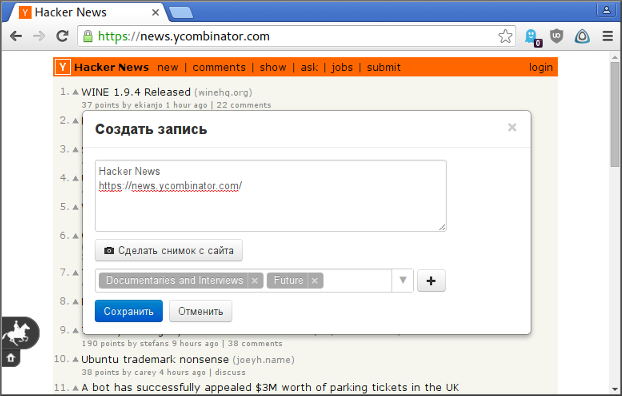 Hacker News
https://news.ycombinator.com
0
Y Hacker News new | comments | show | ask | jobs | submit login
1. WINE 1.9.4 Released (winehq.org)
37 points by ekianjo 1 hour ago | 22 comments
2.
Создать запись
×
3.
Hacker News
https://news.ycombinator.com/
4.
5.
6.
Сделать снимок с сайта
7.
Documentaries and Interviews × Future × +
8.
Сохранить Отменить
9.
190 points by stefans 9 hours ago | 38 comments
10. Ubuntu trademark nonsense (joeyh.name)
38 points by carey 4 hours ago | discuss
11. A bot has successfully appealed $3M worth of parking tickets in the UK